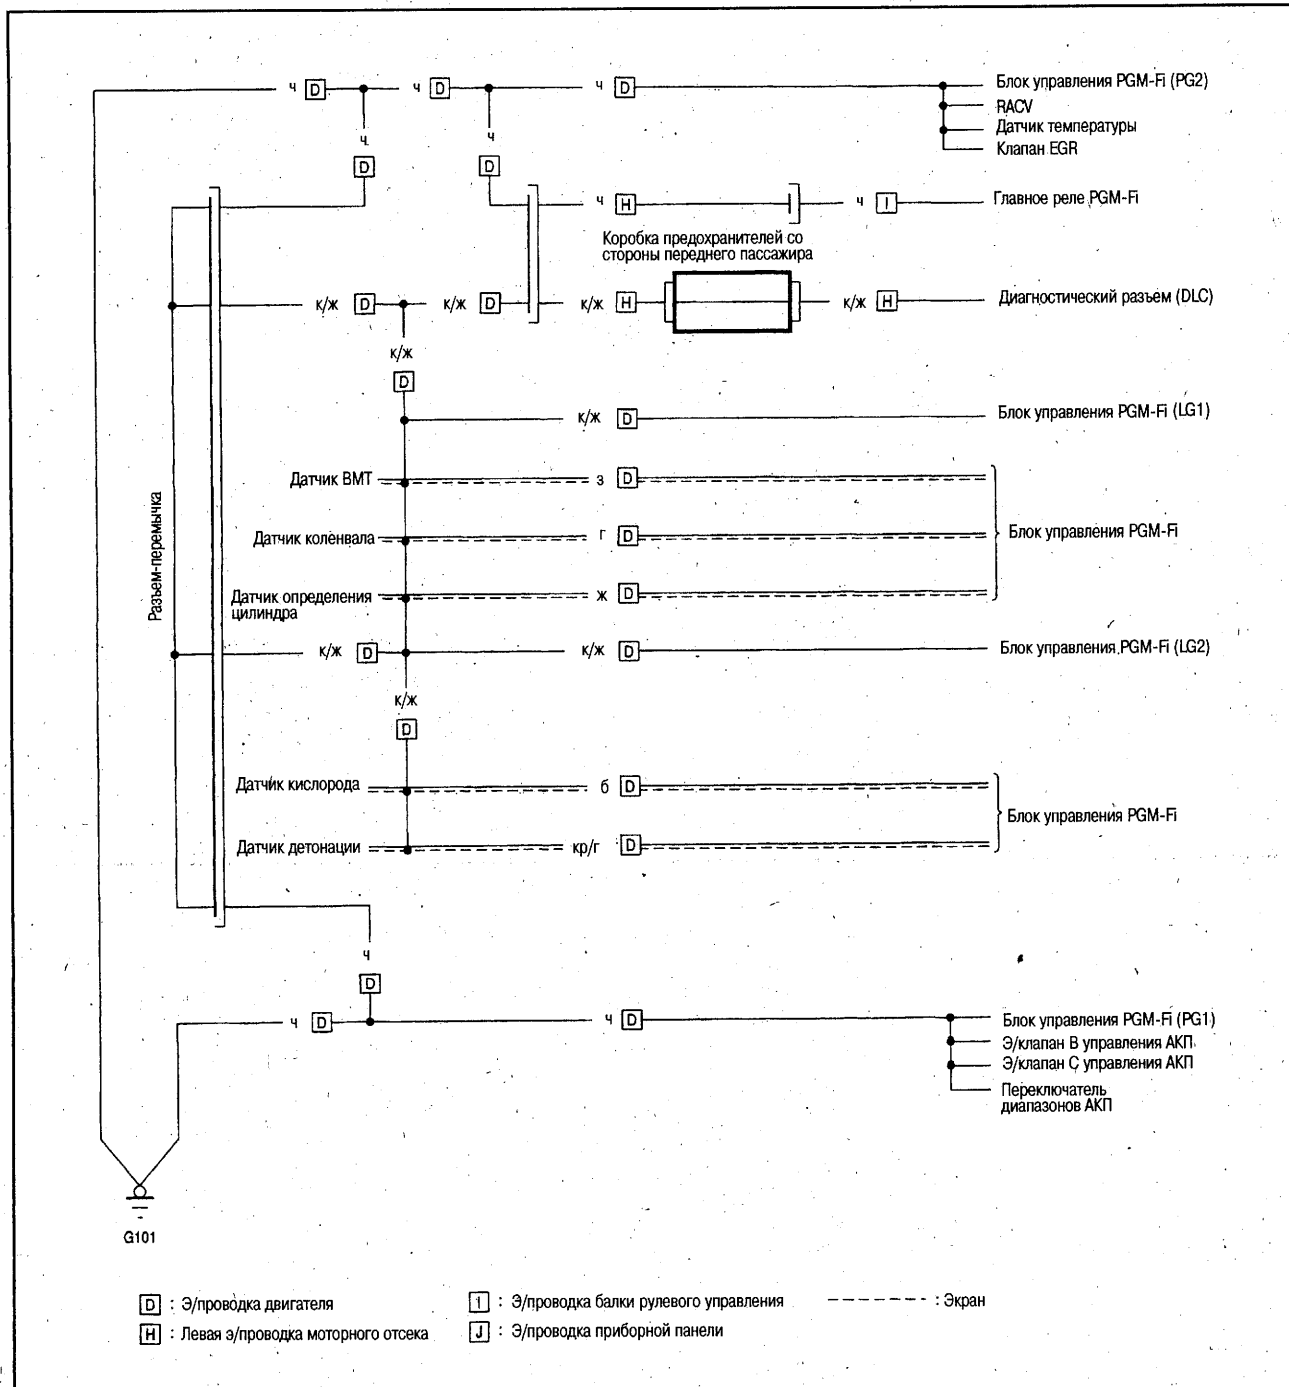 ч D ч D ч D Блок управления PGM-Fi (PG2)
RACV
Датчик температуры
Клапан EGR
ч ч
D D
ч H ч I Главное реле PGM-Fi
Коробка предохранителей со
стороны переднего пассажира
к/ж D к/ж D к/ж H к/ж H Диагностический разъем (DLC)
к/ж
D
к/ж D Блок управления PGM-Fi (LG1)
Датчик ВМТ з D
Датчик коленвала г D Блок управления PGM-Fi
Разъем-перемычка
Датчик определения
цилиндра
ж D
к/ж D к/ж D Блок управления PGM-Fi (LG2)
к/ж
D
Датчик кислорода б D
Блок управления PGM-Fi
Датчик детонации кр/г D
ч
D
ч D ч D Блок управления PGM-Fi (PG1)
Э/клапан B управления АКП
Э/клапан C управления АКП
Переключатель
диапазонов АКП
G101
D : Э/проводка двигателя I : Э/проводка балки рулевого управления : Экран
H : Левая э/проводка моторного отсека J : Э/проводка приборной панели